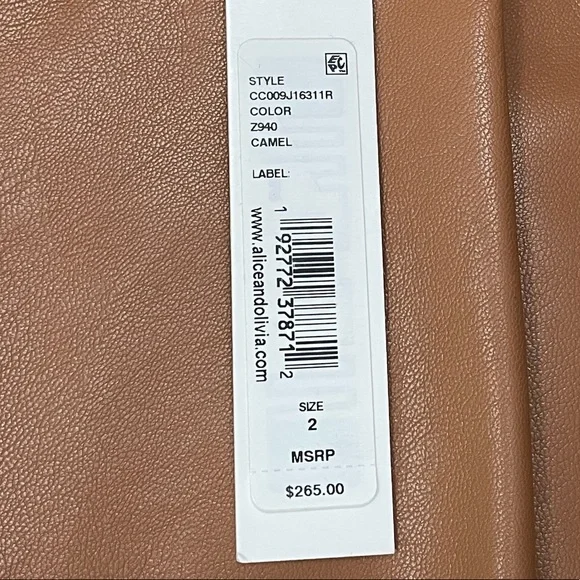 STYLE
CC009J16311R
COLOR
Z940
CAMEL
LABEL:
1 92772 37871 2
www.aliceandolivia.com
SIZE
2
MSRP
$265.00